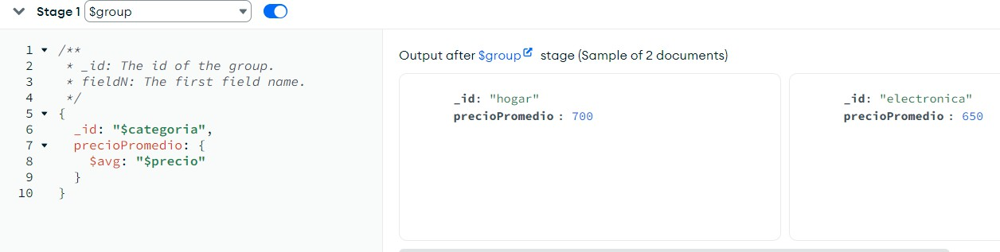 Stage 1 $group
1 /**
2 * _id: The id of the group.
3 * fieldN: The first field name.
4 */
5 {
6 _id: "$categoria",
7 precioPromedio: {
8 $avg: "$precio"
9 }
10 }
Output after $group stage (Sample of 2 documents)
_id: "hogar"
precioPromedio : 700
_id: "electronica"
precioPromedio : 650